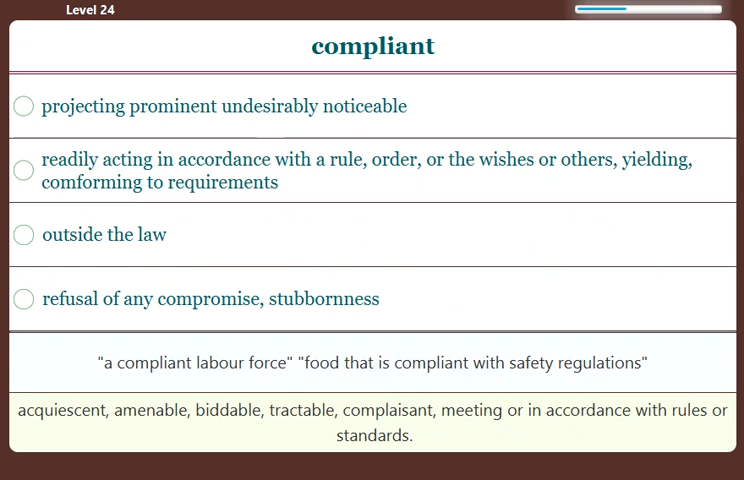 Level 24
compliant
projecting prominent undesirably noticeable
readily acting in accordance with a rule, order, or the wishes or others, yielding,
comforming to requirements
outside the law
refusal of any compromise, stubbornness
"a compliant labour force" "food that is compliant with safety regulations"
acquiescent, amenable, biddable, tractable, complaisant, meeting or in accordance with rules or
standards.